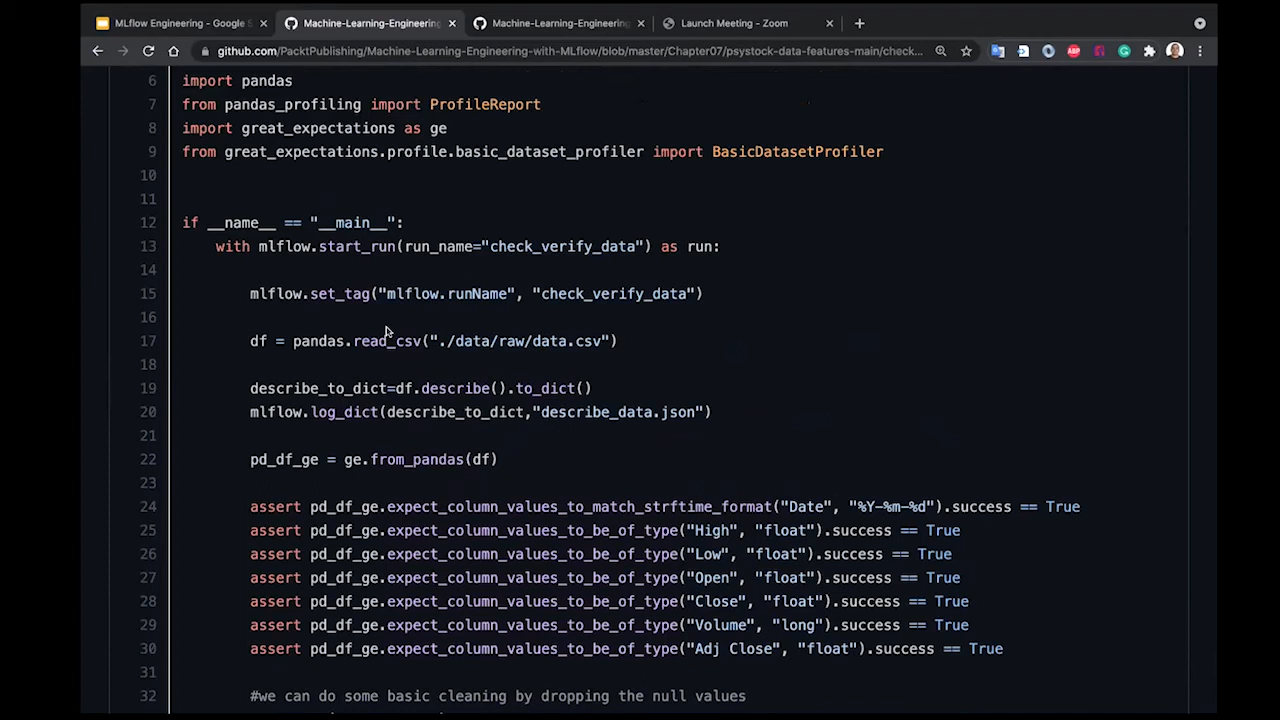 MLflow Engineering - Google S
Machine-Learning-Engineering
Machine-Learning-Engineering
Launch Meeting - Zoom
github.com/PacktPublishing/Machine-Learning-Engineering-with-MLflow/blob/master/Chapter07/psystock-data-features-main/check...
ABP
6 import pandas
7 from pandas_profiling import ProfileReport
8 import great_expectations as ge
9 from great_expectations.profile.basic_dataset_profiler import BasicDatasetProfiler
10
11
12 if __name__ == "__main__":
13 with mlflow.start_run(run_name="check_verify_data") as run:
14
15 mlflow.set_tag("mlflow.runName", "check_verify_data")
16
17 df = pandas.read_csv("./data/raw/data.csv")
18
19 describe_to_dict=df.describe().to_dict()
20 mlflow.log_dict(describe_to_dict,"describe_data.json")
21
22 pd_df_ge = ge.from_pandas(df)
23
24 assert pd_df_ge.expect_column_values_to_match_strftime_format("Date", "%Y-%m-%d").success == True
25 assert pd_df_ge.expect_column_values_to_be_of_type("High", "float").success == True
26 assert pd_df_ge.expect_column_values_to_be_of_type("Low", "float").success == True
27 assert pd_df_ge.expect_column_values_to_be_of_type("Open", "float").success == True
28 assert pd_df_ge.expect_column_values_to_be_of_type("Close", "float").success == True
29 assert pd_df_ge.expect_column_values_to_be_of_type("Volume", "long").success == True
30 assert pd_df_ge.expect_column_values_to_be_of_type("Adj Close", "float").success == True
31
32 #we can do some basic cleaning by dropping the null values